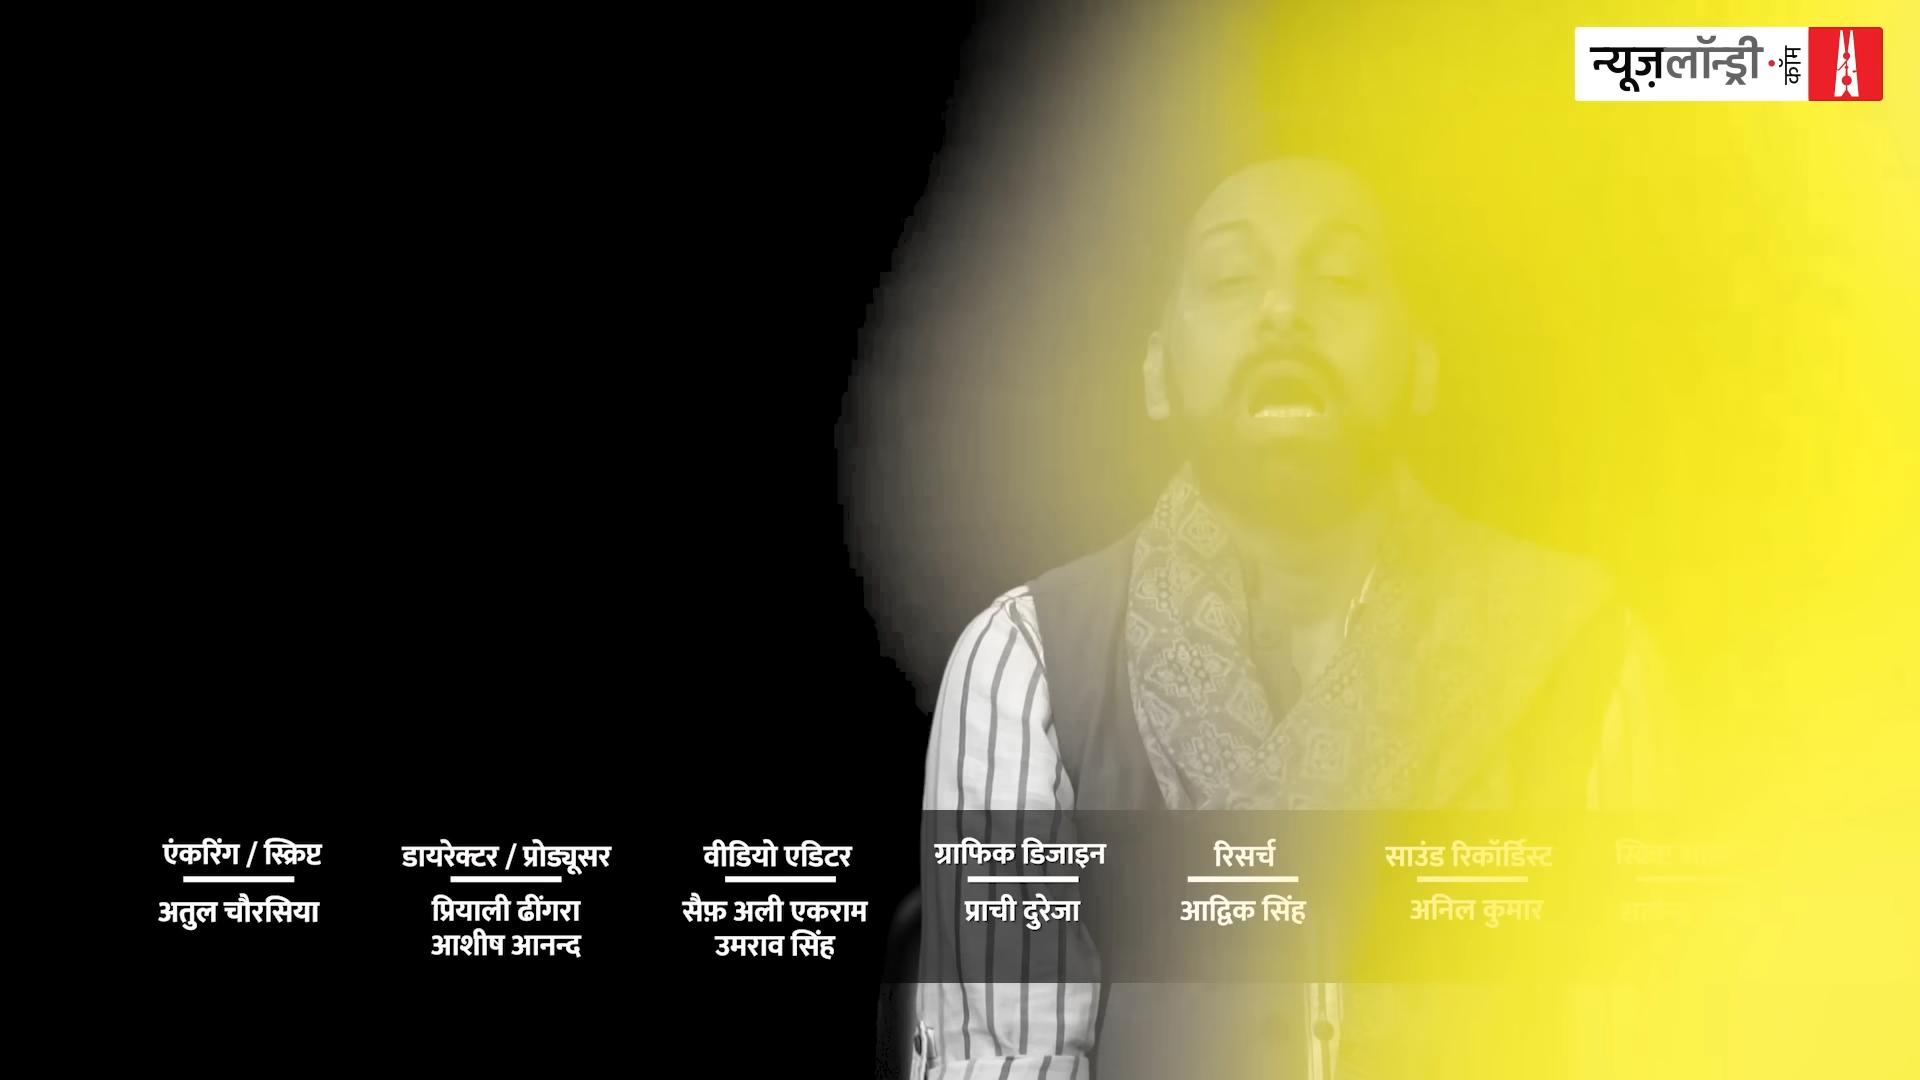 न्यूज़लॉन्ड्री.कॉम
एंकरिंग / स्क्रिप्ट
अतुल चौरसिया
डायरेक्टर / प्रोड्यूसर
प्रियाली ढींगरा
आशीष आनन्द
वीडियो एडिटर
सैफ़ अली एकराम
उमराव सिंह
ग्राफिक डिजाइन
प्राची दुरेजा
रिसर्च
आद्विक सिंह
साउंड रिकॉर्डिस्ट
अनिल कुमार